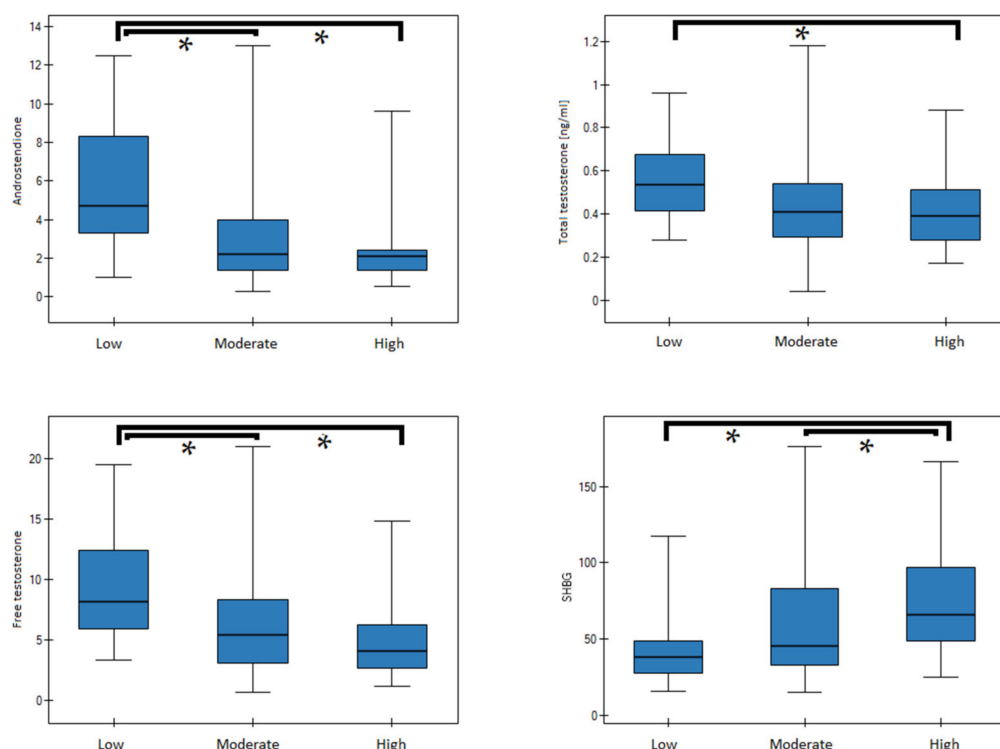 Androstendione
14
12
10
8
6
4
2
0
*
*
Low
Moderate
High
Total testosterone [ng/ml]
1.2
1
0.8
0.6
0.4
0.2
0
*
Low
Moderate
High
Free testosterone
20
15
10
5
0
*
*
Low
Moderate
High
SHBG
150
100
50
0
*
*
Low
Moderate
High